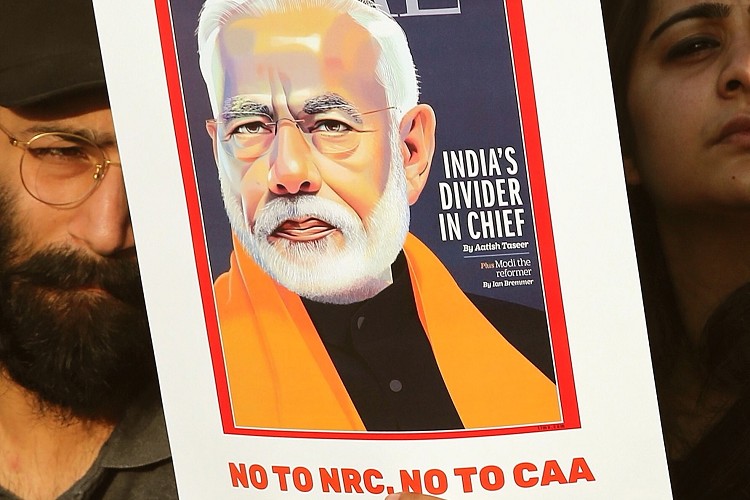 INDIA'S
DIVIDER
IN CHIEF
By Aatish Taseer
Plus Modi the
reformer
By Ian Bremmer
NO TO NRC, NO TO CAA